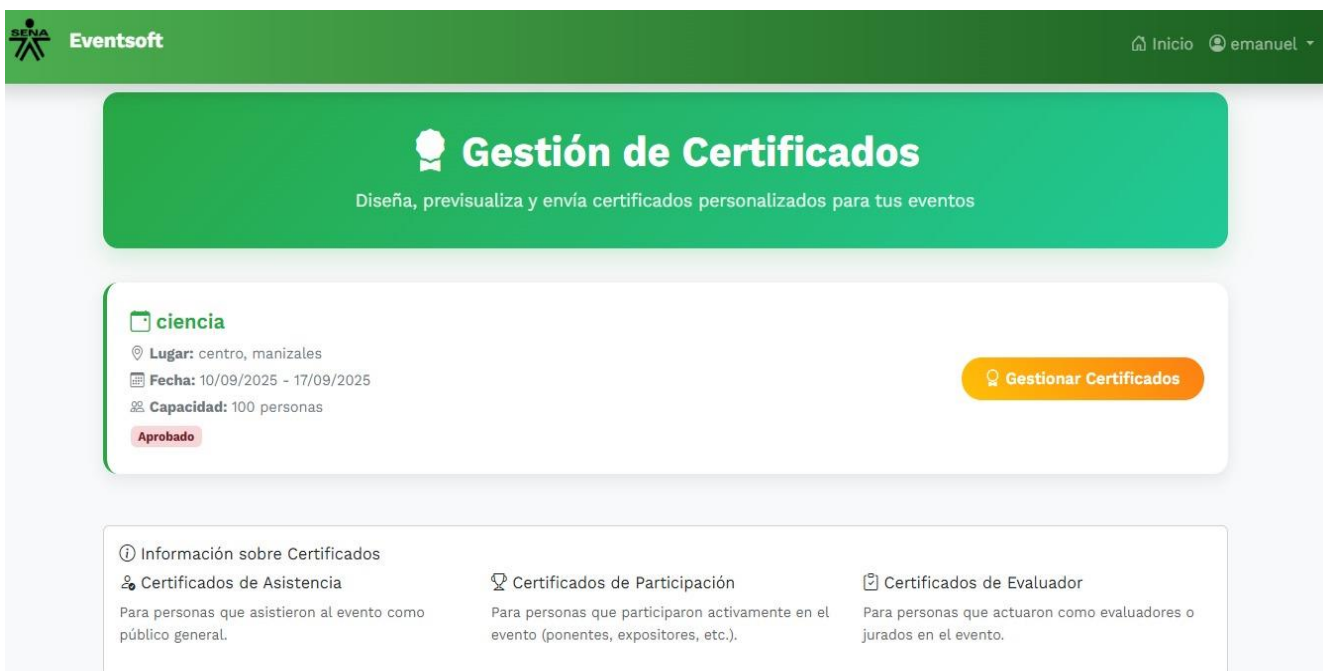 SENA
Eventsoft
Inicio
emanuel
Gestión de Certificados
Diseña, previsualiza y envía certificados personalizados para tus eventos
ciencia
Lugar: centro, manizales
Fecha: 10/09/2025 - 17/09/2025
Capacidad: 100 personas
Aprobado
Gestionar Certificados
Información sobre Certificados
Certificados de Asistencia
Para personas que asistieron al evento como
público general.
Certificados de Participación
Para personas que participaron activamente en el
evento (ponentes, expositores, etc.).
Certificados de Evaluador
Para personas que actuaron como evaluadores o
jurados en el evento.